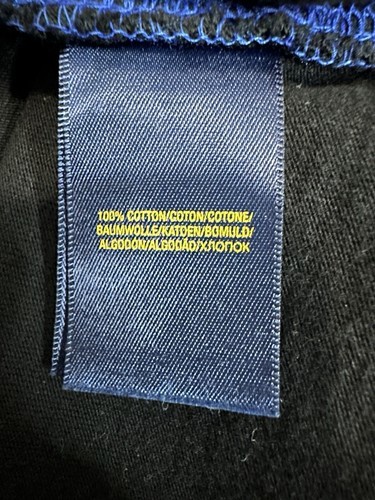 100% COTTON/COTON/COTONE/
BAUMWOLLE/KATOEN/BOMULD/
ALGODÓN/ALGODÃO/ХЛОПОК